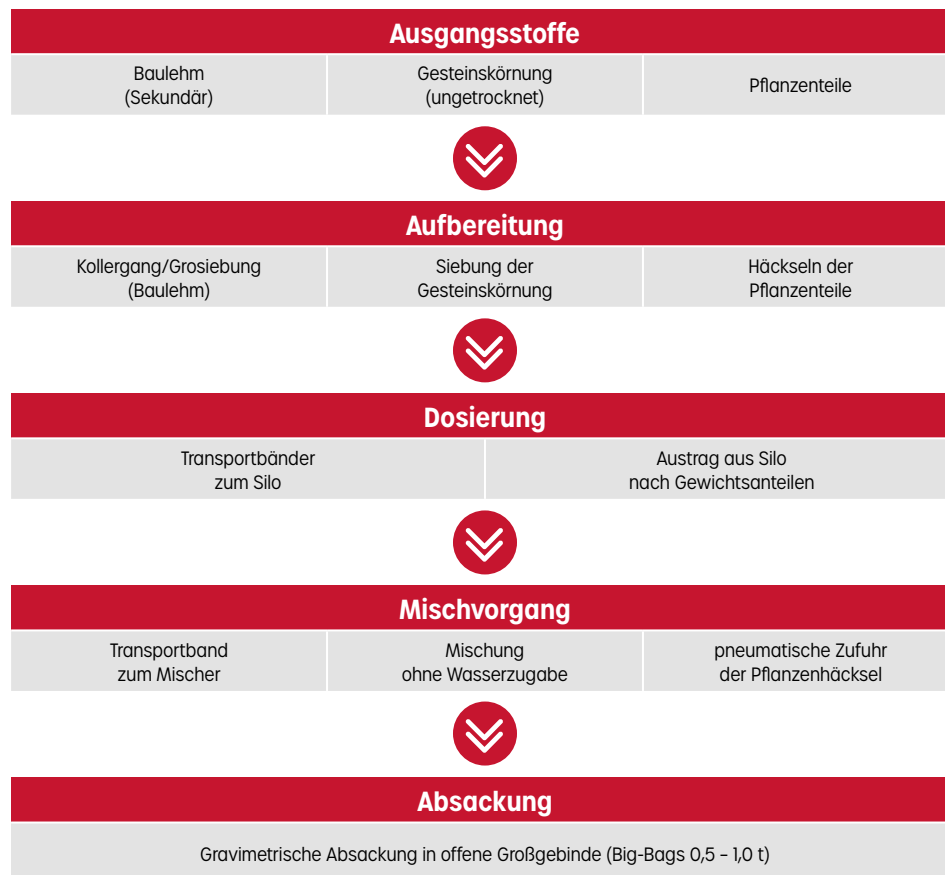 Ausgangsstoffe
Baulehm
(Sekundär)
Gesteinskörnung
(ungetrocknet)
Pflanzenteile
Aufbereitung
Kollergang/Grosiebung
(Baulehm)
Siebung der
Gesteinskörnung
Häckseln der
Pflanzenteile
Dosierung
Transportbänder
zum Silo
Austrag aus Silo
nach Gewichtsanteilen
Mischvorgang
Transportband
zum Mischer
Mischung
ohne Wasserzugabe
pneumatische Zufuhr
der Pflanzenhäcksel
Absackung
Gravimetrische Absackung in offene Großgebinde (Big-Bags 0,5 – 1,0 t)